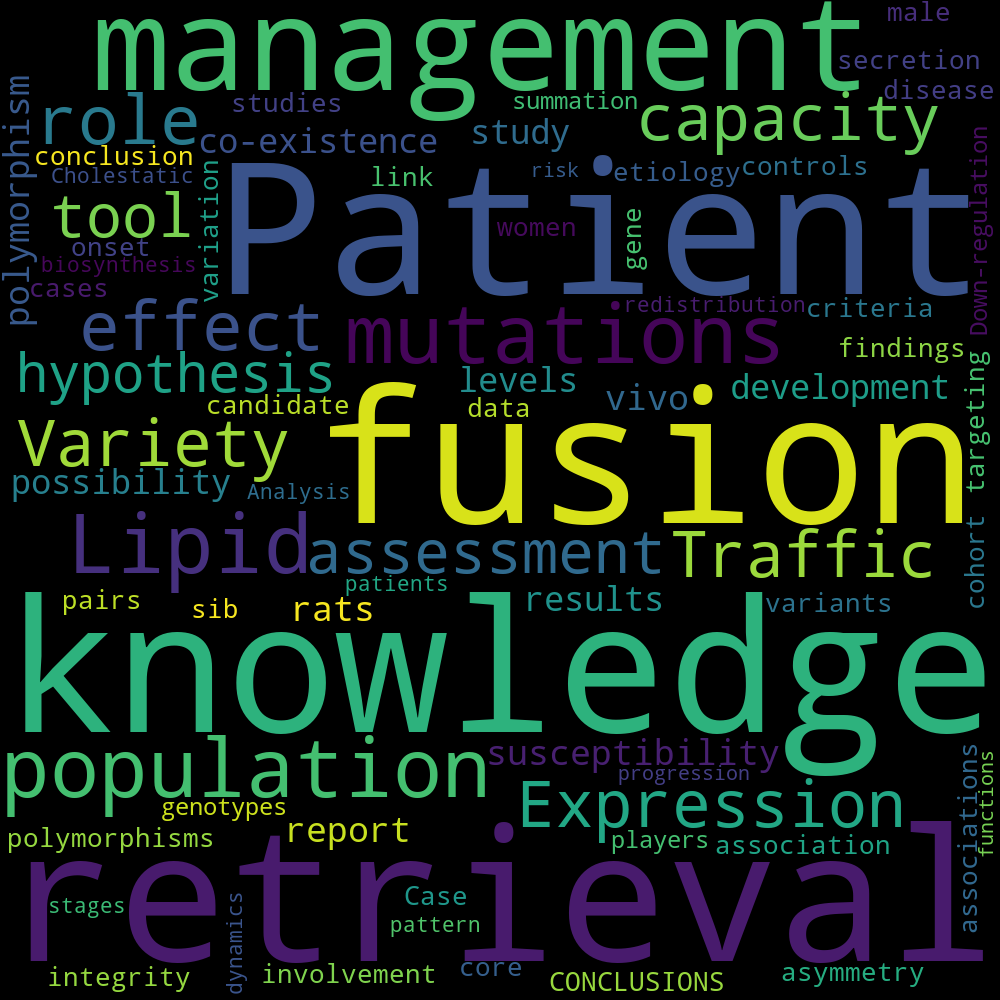 management
male
secretion
disease
studies
summation
capacity
role
polymorphism
co-existence
study
conclusion
Cholestatic
link
risk
etiology
controls
Patient
tool
variation
women
gene
Down-regulation
onset
biosynthesis
cases
redistribution
criteria
effect
mutations
findings
hypothesis
levels
vivo
development
candidate
data
targeting
fusion
Variety
possibility
Analysis
Lipid
assessment
Traffic
cohort
patients
pairs
sib
rats
results
variants
knowledge
population
susceptibility
progression
associations
functions
genotypes
Expression
polymorphisms
report
players
association
retrieval
stages
dynamics
Case
pattern
integrity
involvement
core
CONCLUSIONS
asymmetry